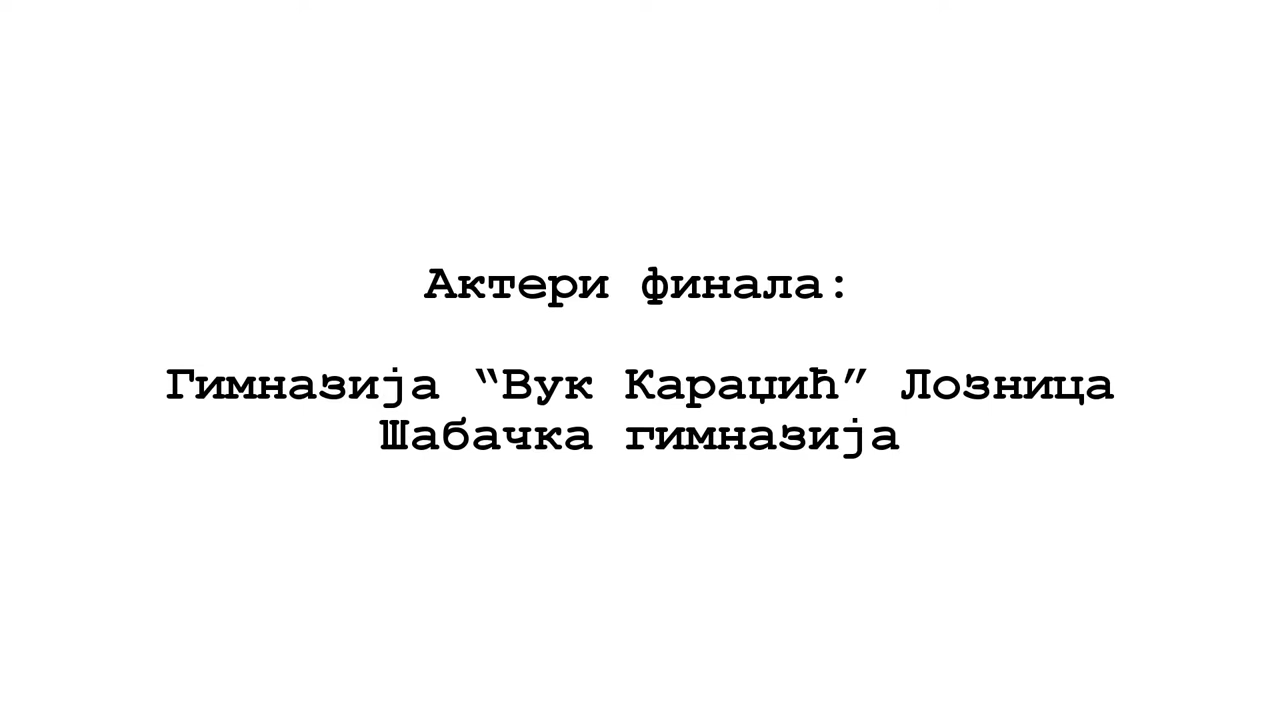 Актери финала:
Гимназија “Вук Караџић” Лозница
Шабачка гимназија